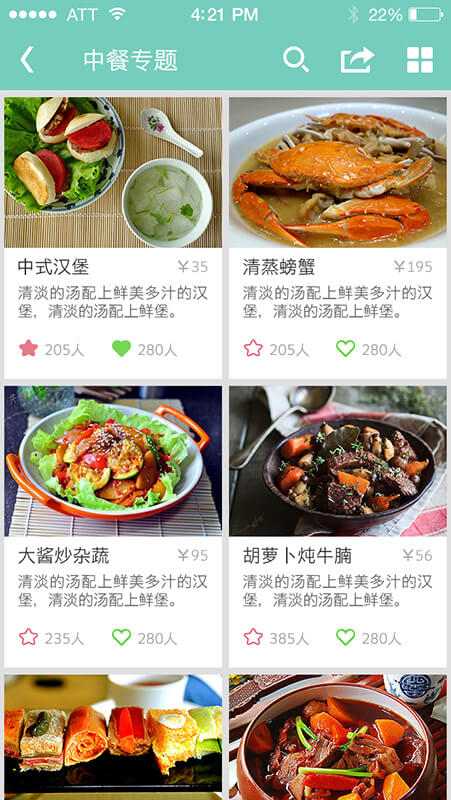 ATT 4:21 PM 22%
中餐专题
中式汉堡 ￥35
清淡的汤配上鲜美多汁的汉
堡，清淡的汤配上鲜堡。
205人 280人
清蒸螃蟹 ￥195
清淡的汤配上鲜美多汁的汉
堡，清淡的汤配上鲜堡。
205人 280人
大酱炒杂蔬 ￥95
清淡的汤配上鲜美多汁的汉
堡，清淡的汤配上鲜堡。
235人 280人
胡萝卜炖牛腩 ￥56
清淡的汤配上鲜美多汁的汉
堡，清淡的汤配上鲜堡。
385人 280人